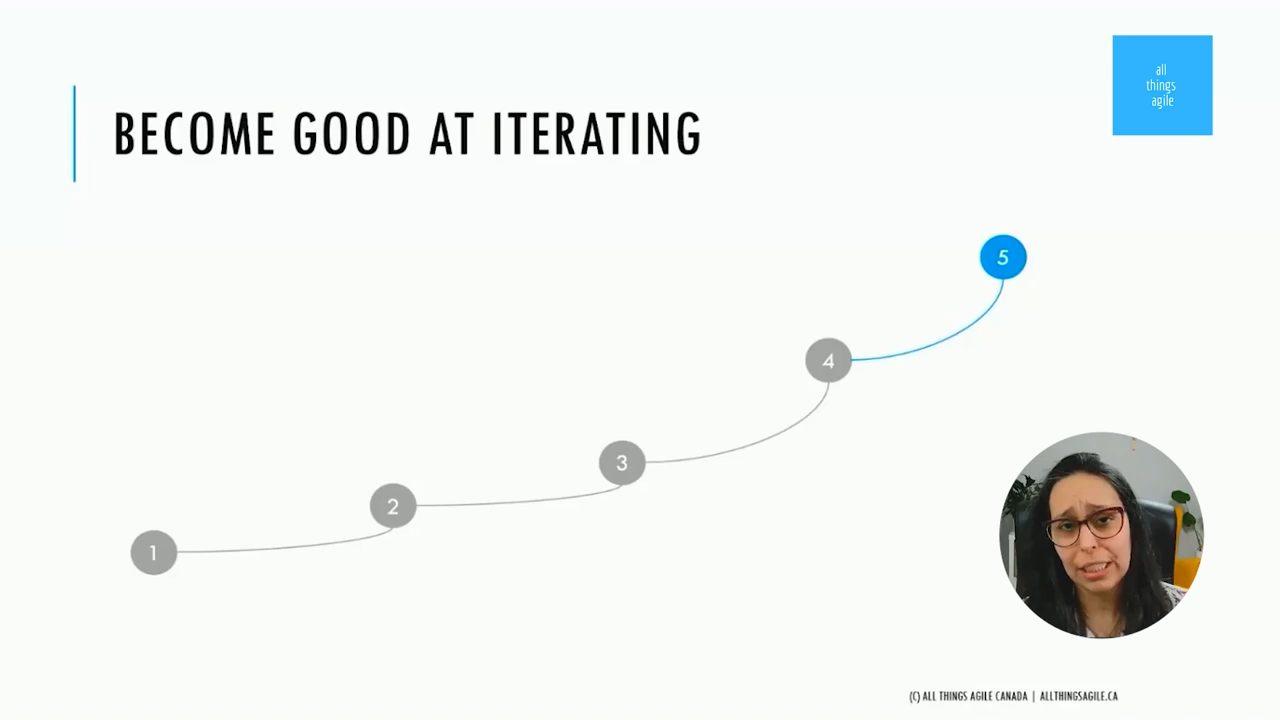 all
things
agile
BECOME GOOD AT ITERATING
5
4
3
2
1
(C) ALL THINGS AGILE CANADA | ALLTHINGSAGILE.CA